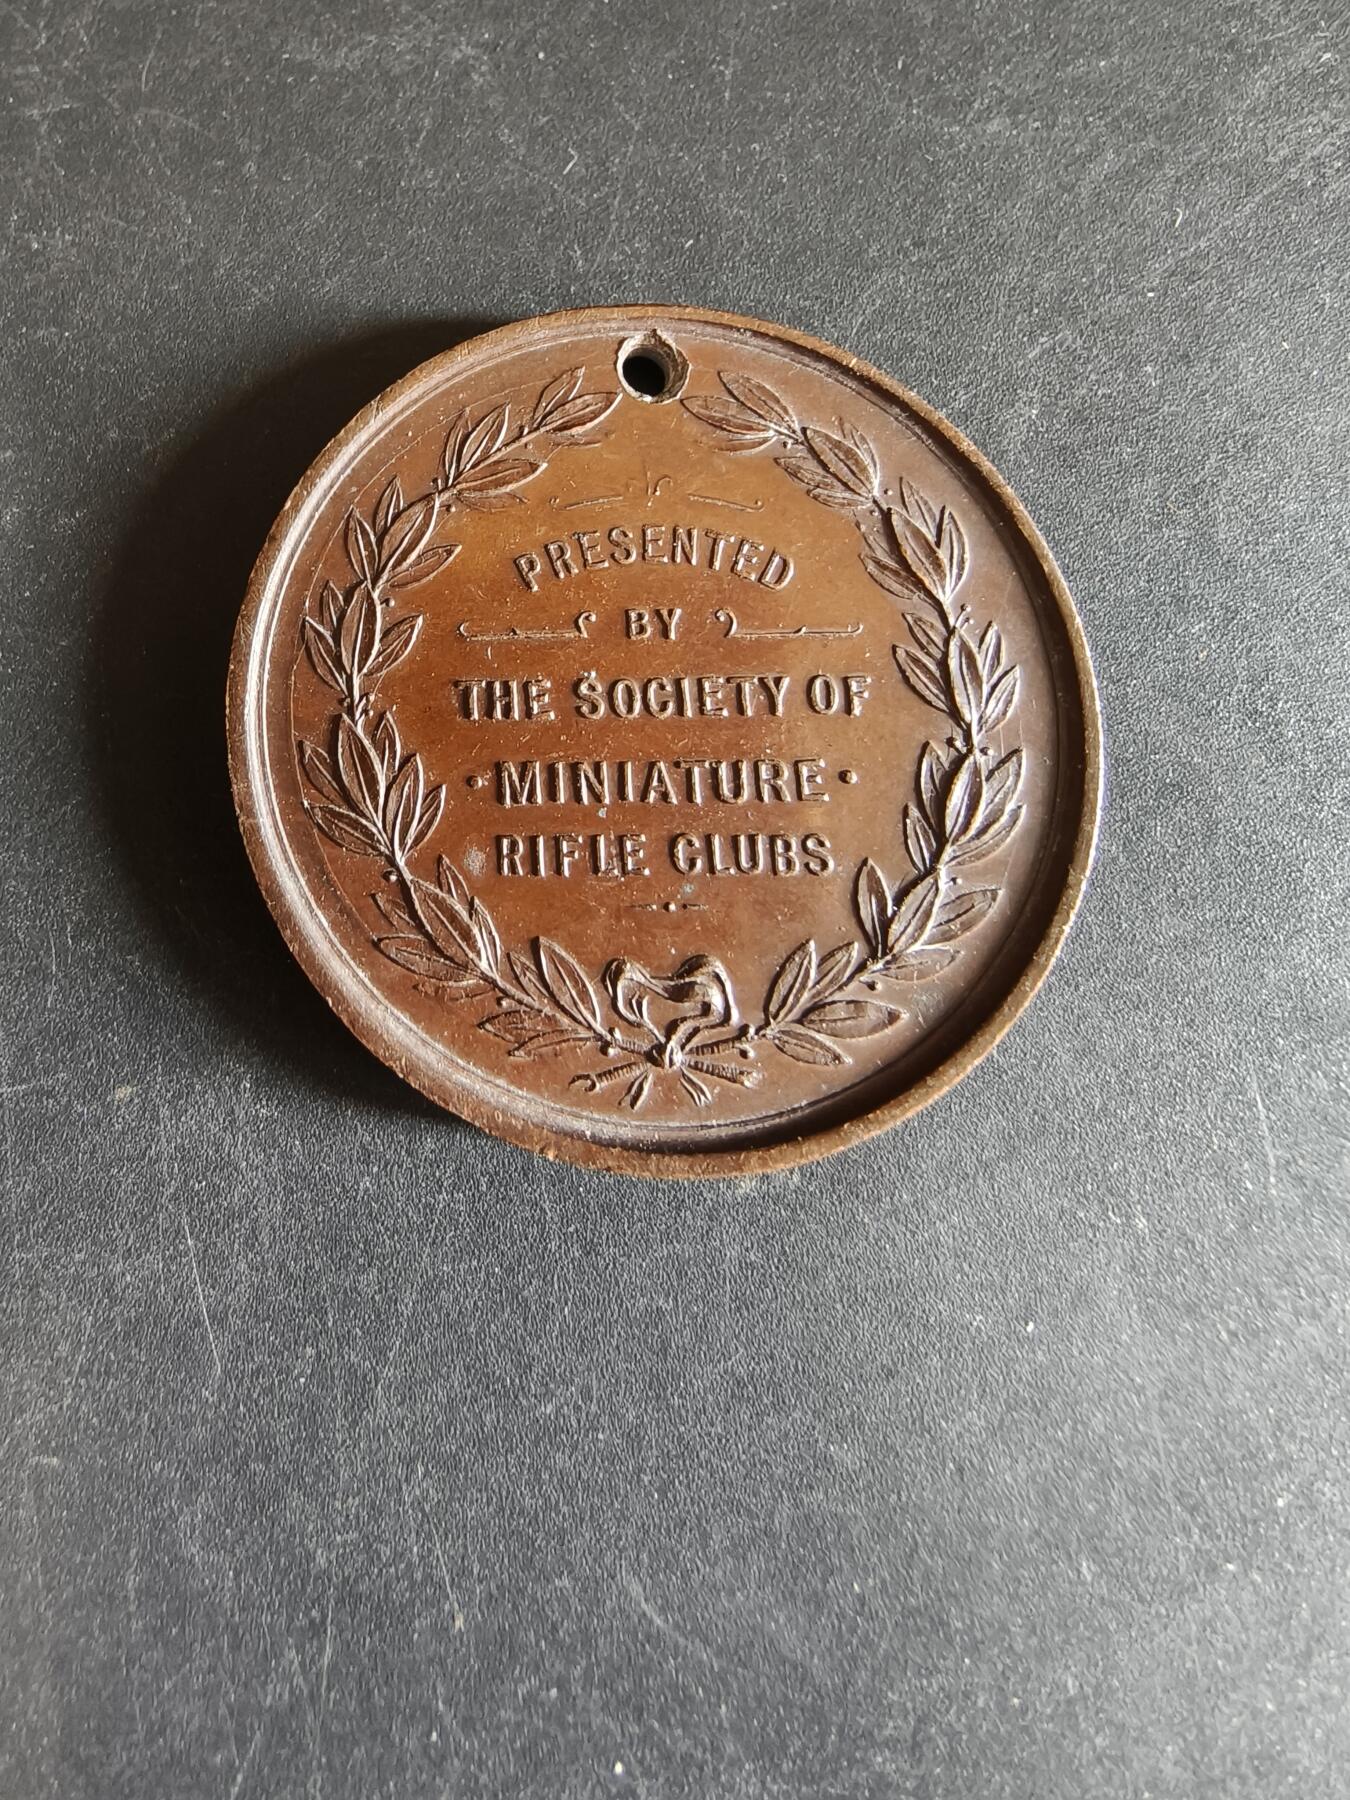 PRESENTED
BY
THE SOCIETY OF
· MINIATURE ·
RIFLE CLUBS